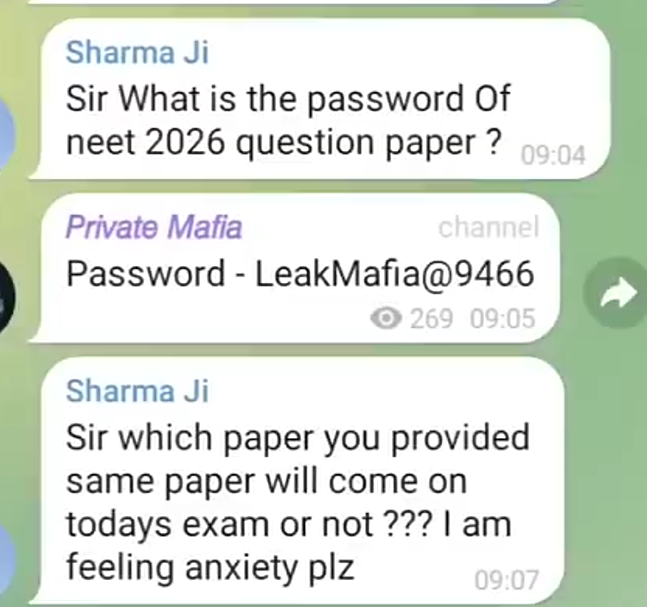 Sharma Ji
Sir What is the password Of
neet 2026 question paper ?
09:04
Private Mafia
channel
Password - LeakMafia@9466
269 09:05
Sharma Ji
Sir which paper you provided
same paper will come on
todays exam or not ??? I am
feeling anxiety plz
09:07